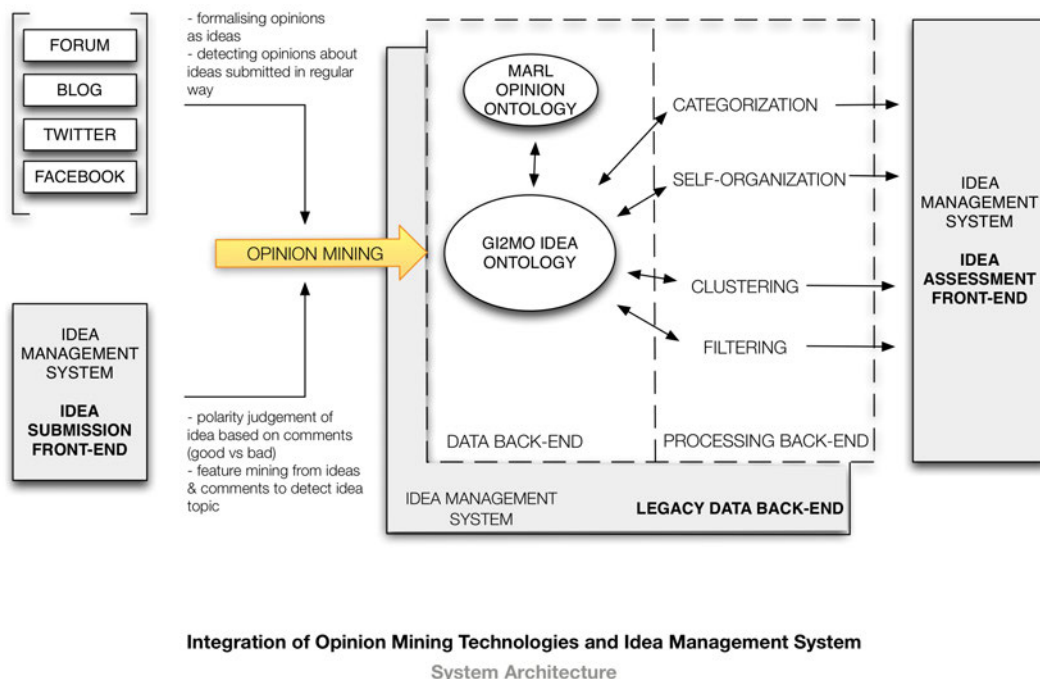 FORUM
BLOG
TWITTER
FACEBOOK
- formalising opinions
as ideas
- detecting opinions about
ideas submitted in regular
way
OPINION MINING
IDEA
MANAGEMENT
SYSTEM
IDEA
SUBMISSION
FRONT-END
- polarity judgement of
idea based on comments
(good vs bad)
- feature mining from ideas
& comments to detect idea
topic
MARL
OPINION
ONTOLOGY
GI2MO IDEA
ONTOLOGY
DATA BACK-END
CATEGORIZATION
SELF-ORGANIZATION
CLUSTERING
FILTERING
PROCESSING BACK-END
IDEA MANAGEMENT
SYSTEM
LEGACY DATA BACK-END
IDEA
MANAGEMENT
SYSTEM
IDEA
ASSESSMENT
FRONT-END
Integration of Opinion Mining Technologies and Idea Management System
System Architecture